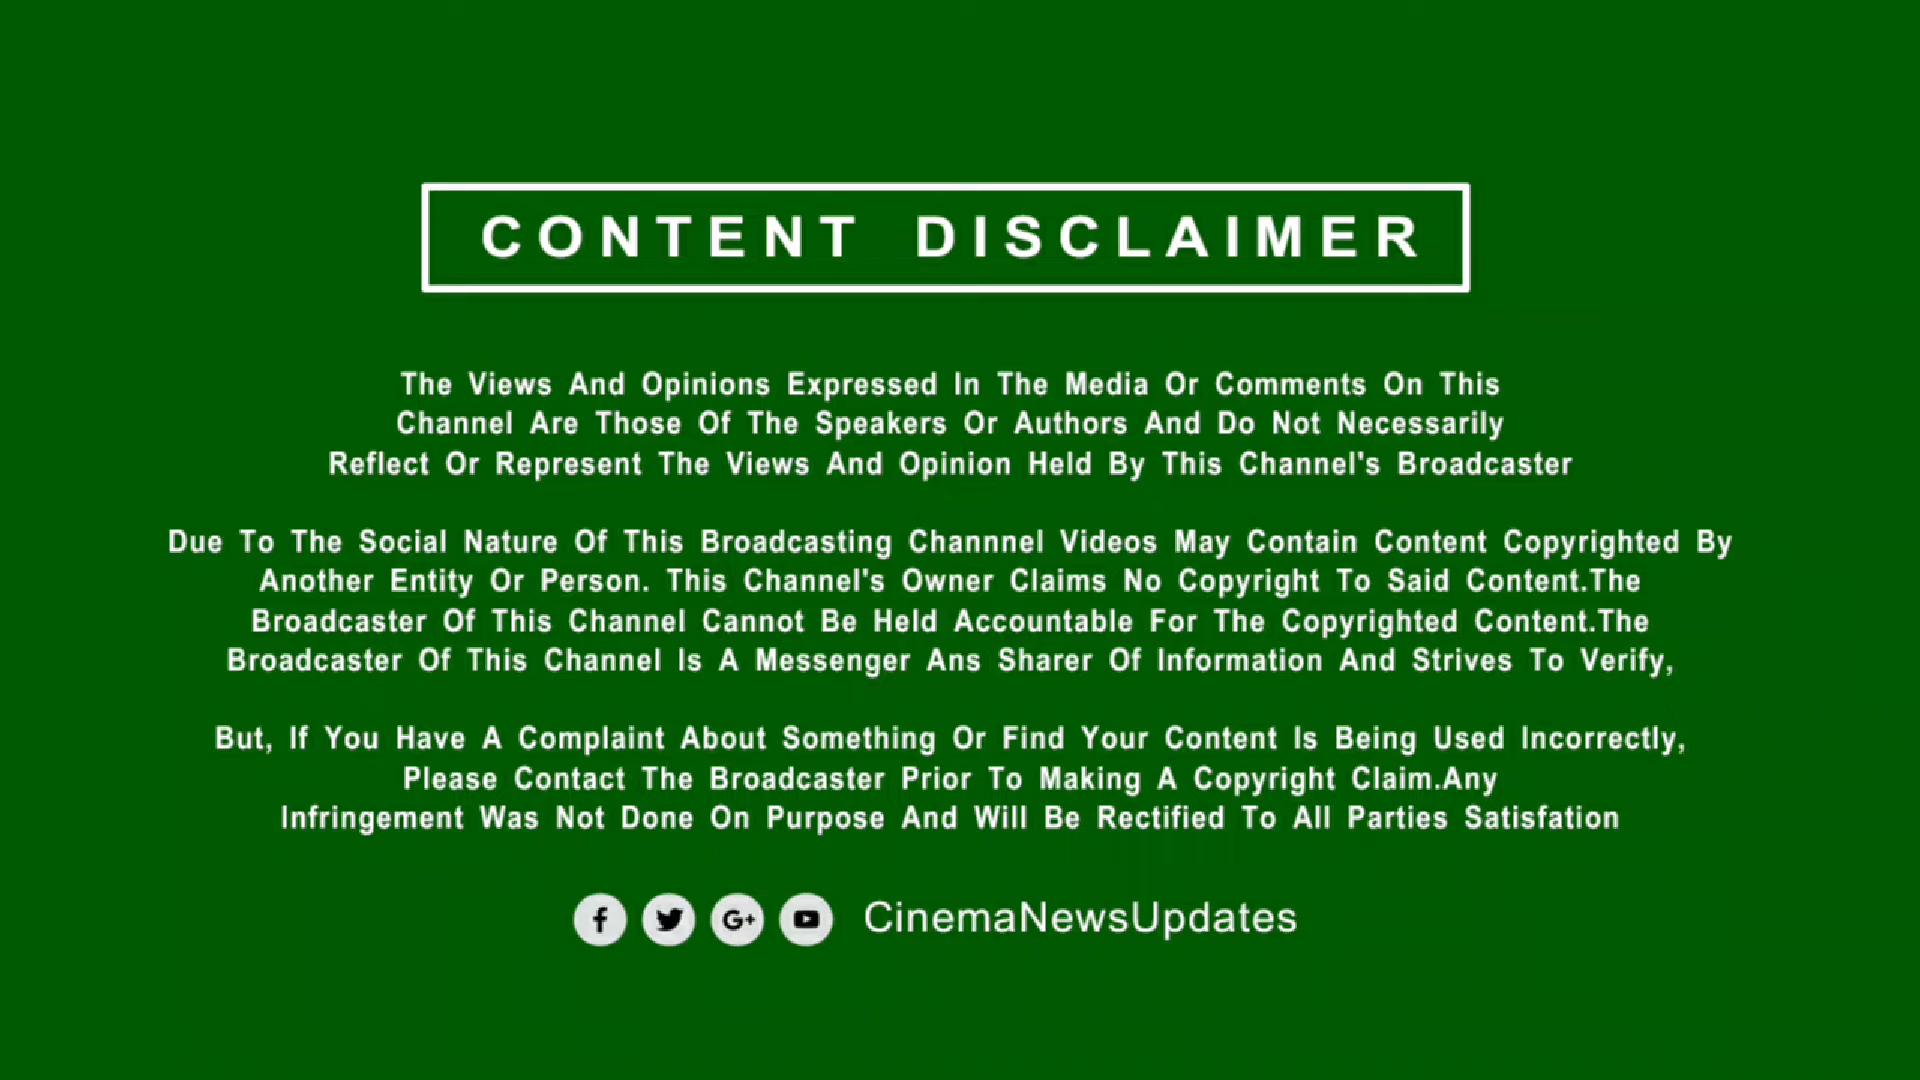 CONTENT DISCLAIMER
The Views And Opinions Expressed In The Media Or Comments On This
Channel Are Those Of The Speakers Or Authors And Do Not Necessarily
Reflect Or Represent The Views And Opinion Held By This Channel's Broadcaster
Due To The Social Nature Of This Broadcasting Channnel Videos May Contain Content Copyrighted By
Another Entity Or Person. This Channel's Owner Claims No Copyright To Said Content.The
Broadcaster Of This Channel Cannot Be Held Accountable For The Copyrighted Content.The
Broadcaster Of This Channel Is A Messenger Ans Sharer Of Information And Strives To Verify,
But, If You Have A Complaint About Something Or Find Your Content Is Being Used Incorrectly,
Please Contact The Broadcaster Prior To Making A Copyright Claim.Any
Infringement Was Not Done On Purpose And Will Be Rectified To All Parties Satisfation
f G+ CinemaNewsUpdates